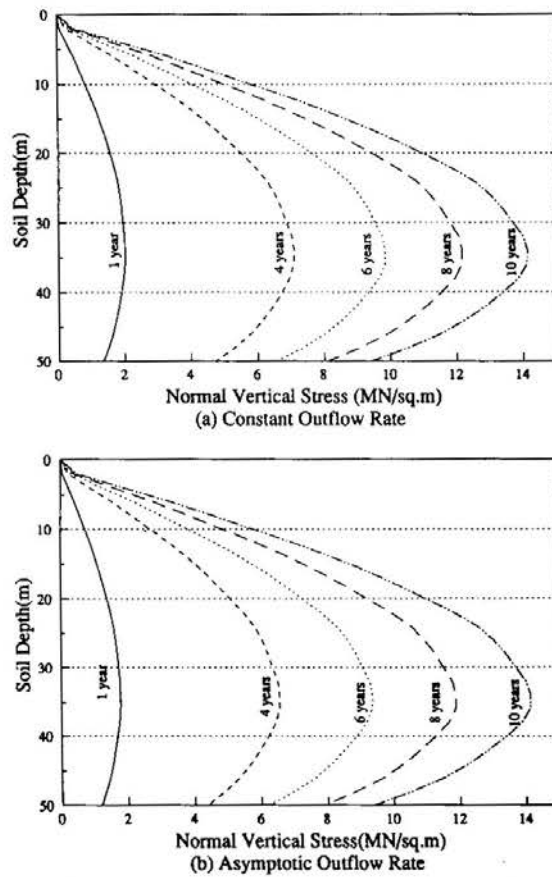 0
10
20
30
40
50
Soil Depth(m)
1 year
4 years
6 years
8 years
10 years
0 2 4 6 8 10 12 14
Normal Vertical Stress (MN/sq.m)
(a) Constant Outflow Rate
0
10
20
30
40
50
Soil Depth(m)
1 year
4 years
6 years
8 years
10 years
0 2 4 6 8 10 12 14
Normal Vertical Stress(MN/sq.m)
(b) Asymptotic Outflow Rate